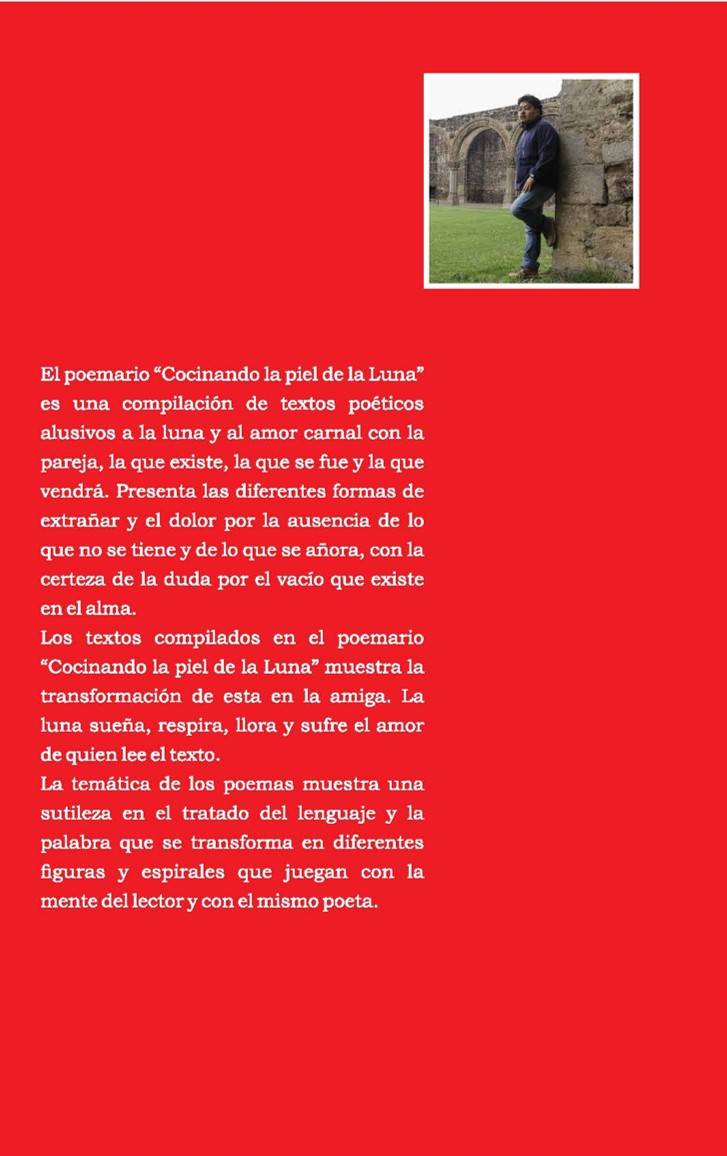 El poemario “Cocinando la piel de la Luna”
es una compilación de textos poéticos
alusivos a la luna y al amor carnal con la
pareja, la que existe, la que se fue y la que
vendrá. Presenta las diferentes formas de
extrañar y el dolor por la ausencia de lo
que no se tiene y de lo que se añora, con la
certeza de la duda por el vacío que existe
en el alma.
Los textos compilados en el poemario
“Cocinando la piel de la Luna” muestra la
transformación de esta en la amiga. La
luna sueña, respira, llora y sufre el amor
de quien lee el texto.
La temática de los poemas muestra una
sutileza en el tratado del lenguaje y la
palabra que se transforma en diferentes
figuras y espirales que juegan con la
mente del lector y con el mismo poeta.